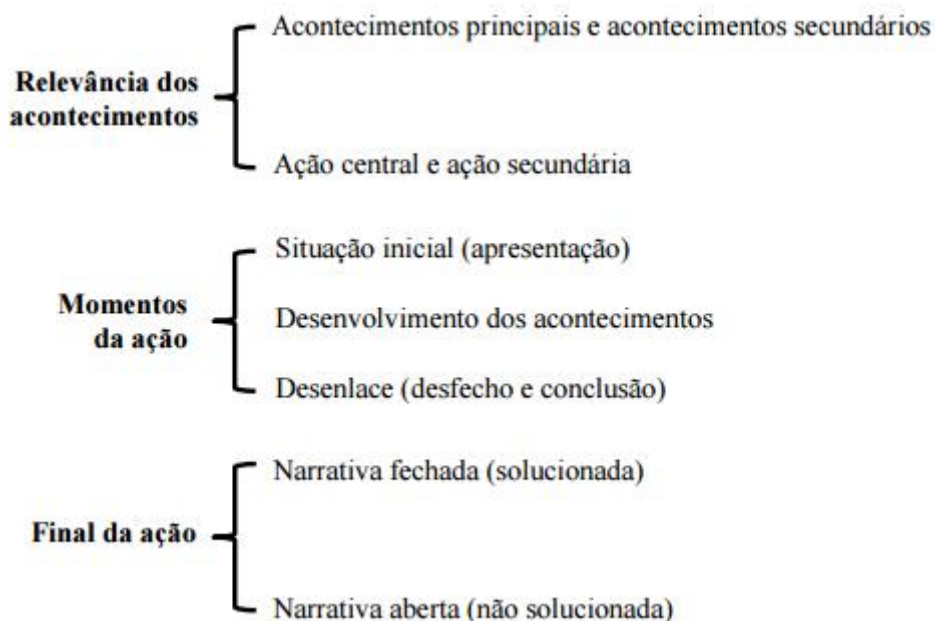 Acontecimentos principais e acontecimentos secundários
Relevância dos
acontecimentos
Ação central e ação secundária
Situação inicial (apresentação)
Momentos
da ação
Desenvolvimento dos acontecimentos
Desenlace (desfecho e conclusão)
Narrativa fechada (solucionada)
Final da ação
Narrativa aberta (não solucionada)